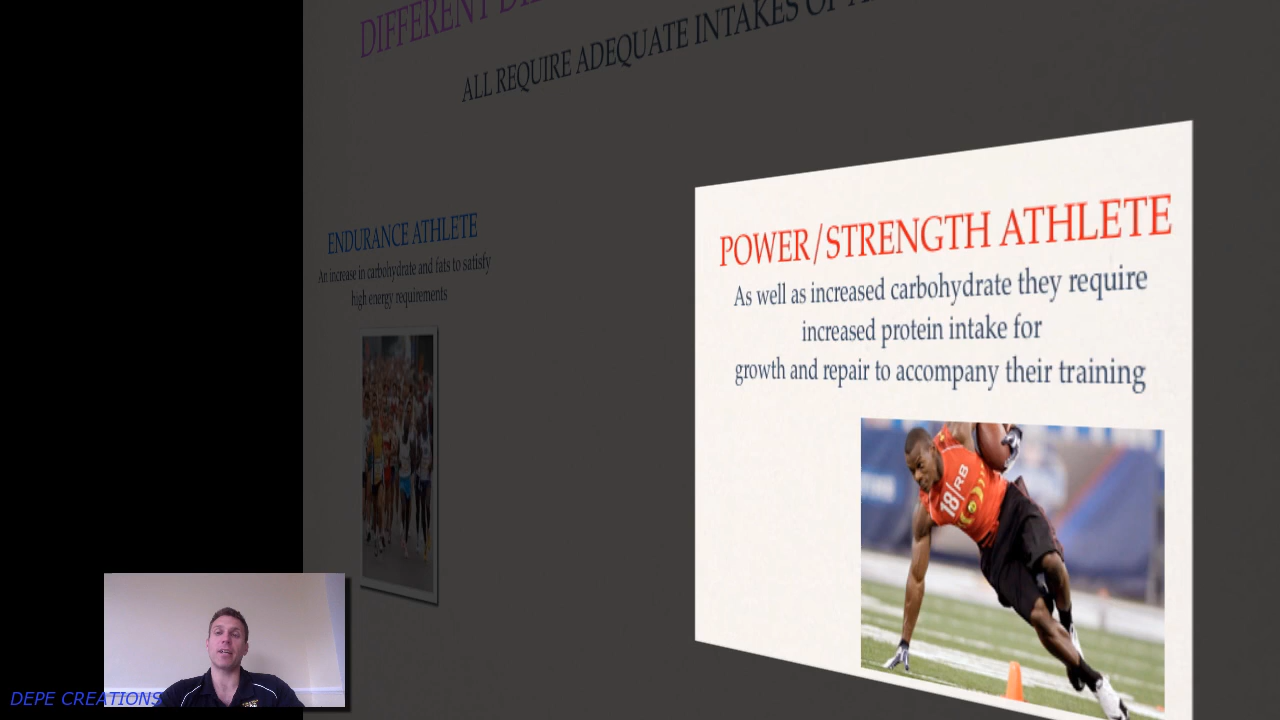 DIFFERENT
ALL REQUIRE ADEQUATE INTAKES OF
ENDURANCE ATHLETE
An increase in carbohydrate and fats to satisfy
high energy requirements
POWER/STRENGTH ATHLETE
As well as increased carbohydrate they require
increased protein intake for
growth and repair to accompany their training
18/RB
DEPE CREATIONS